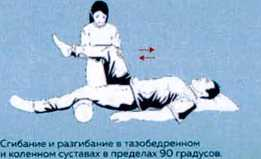 Сгибание и разгибание в тазобедренном
и коленном суставах в пределах 90 градусов.